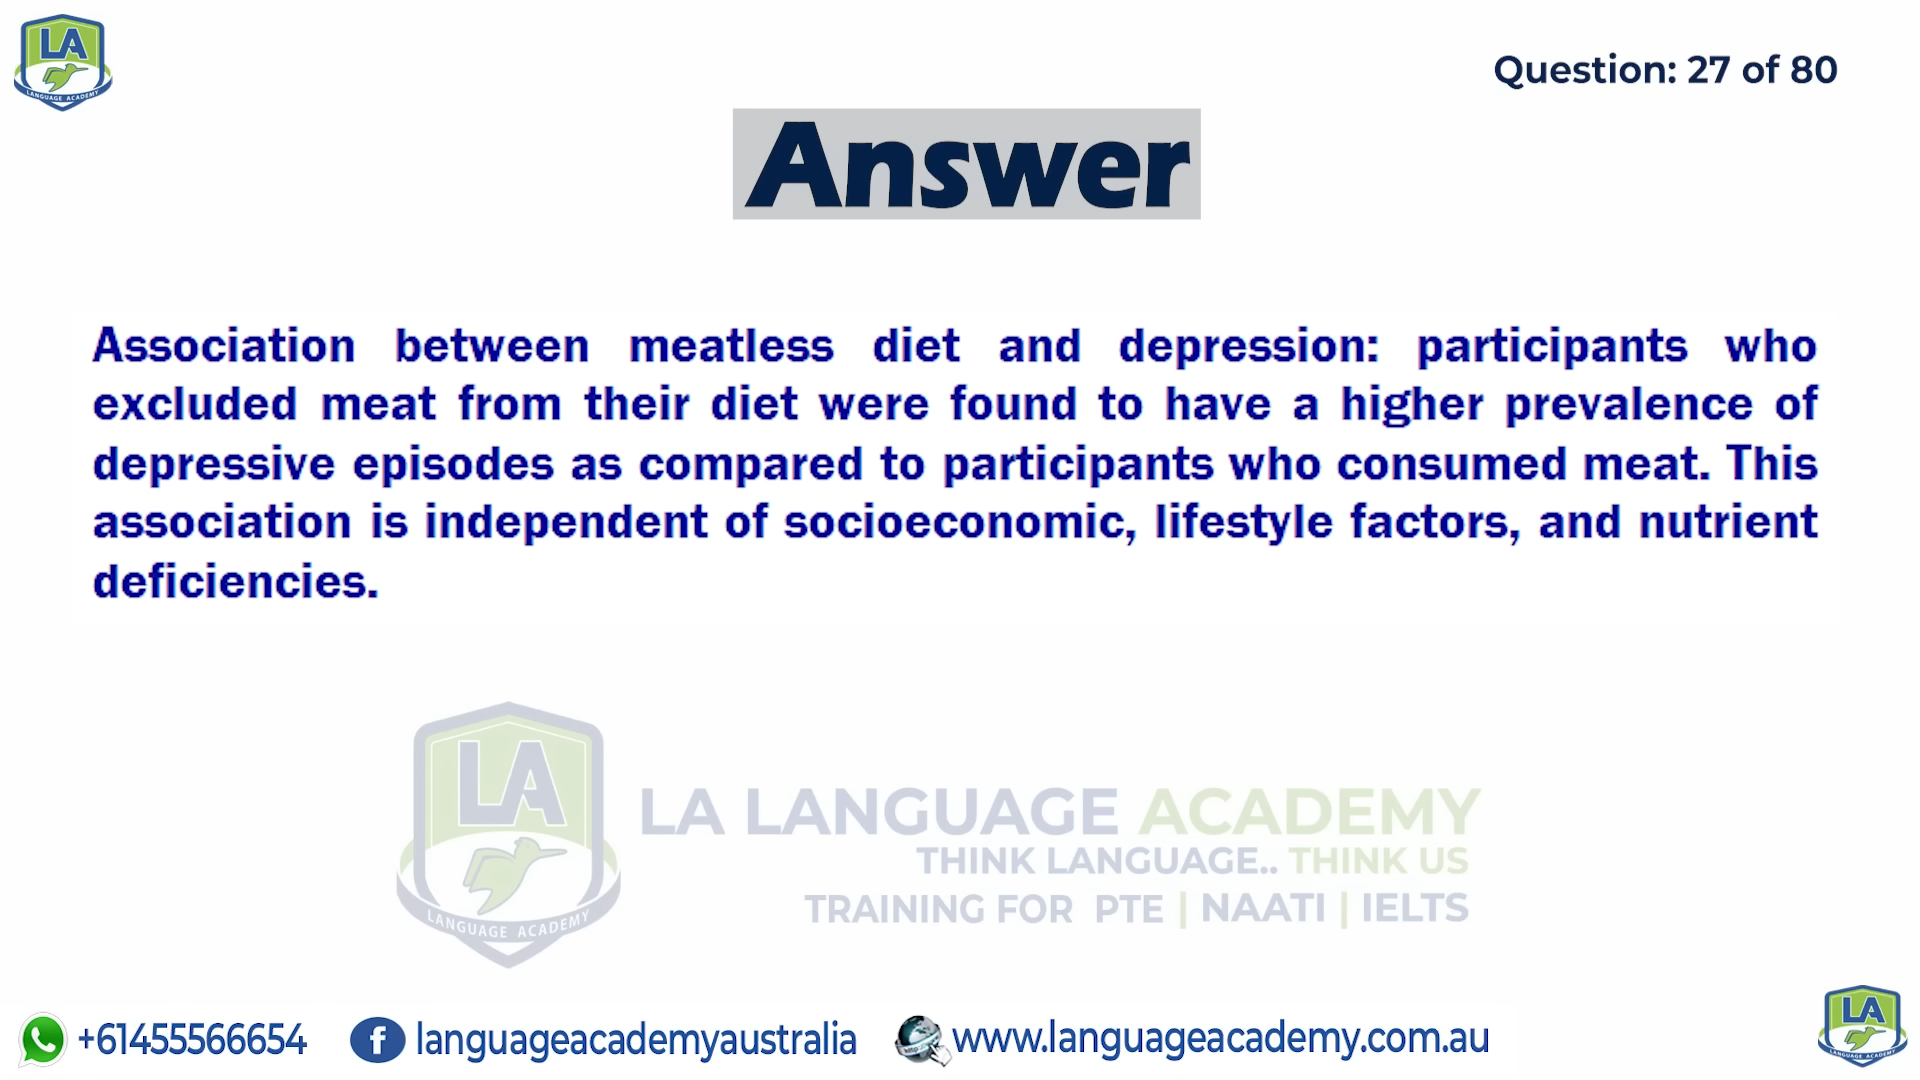 LA
LANGUAGE ACADEMY
Question: 27 of 80
Answer
Association between meatless diet and depression: participants who
excluded meat from their diet were found to have a higher prevalence of
depressive episodes as compared to participants who consumed meat. This
association is independent of socioeconomic, lifestyle factors, and nutrient
deficiencies.
LA
LANGUAGE ACADEMY
LA LANGUAGE ACADEMY
THINK LANGUAGE.. THINK US
TRAINING FOR PTE | NAATI | IELTS
+61455566654
languageacademyaustralia
www.languageacademy.com.au
LA
LANGUAGE ACADEMY